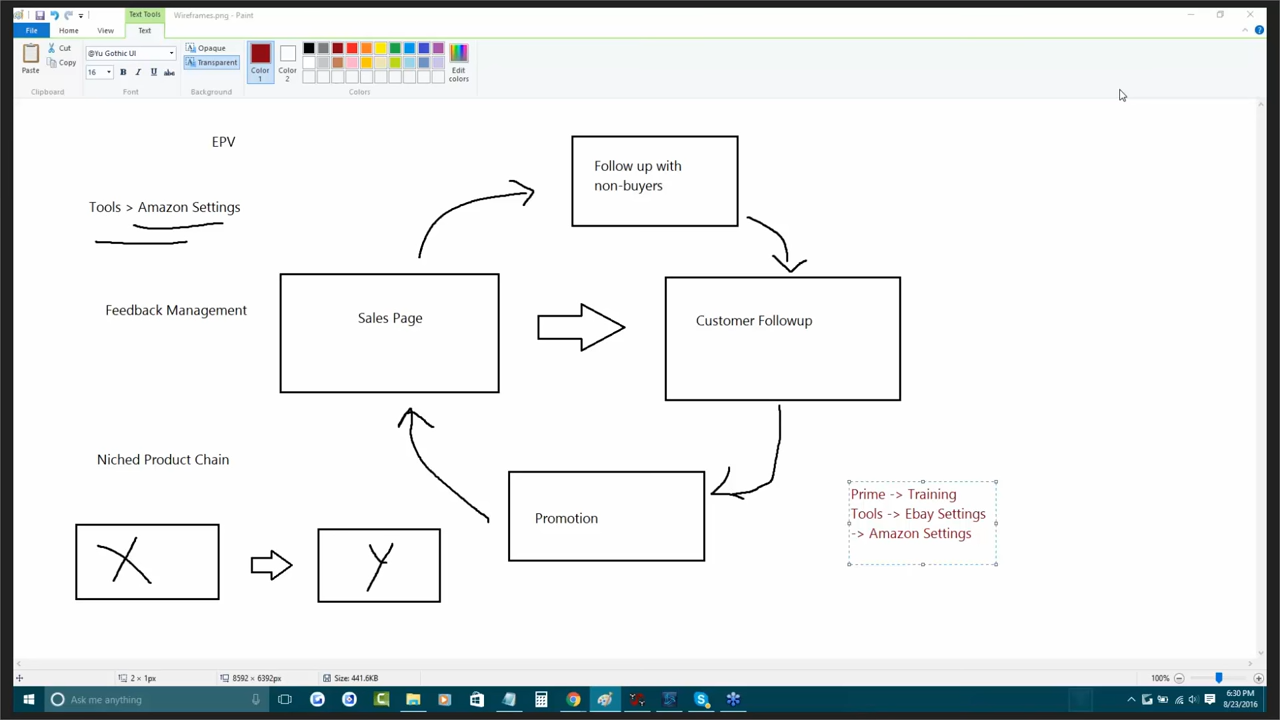 Text Tools
Wireframes.png - Paint
File
Home
View
Text
Paste
Cut
Copy
Clipboard
@Yu Gothic UI
16
B
I
U
abc
Font
Opaque
Transparent
Background
Color 1
Color 2
Edit colors
Colors
EPV
Tools > Amazon Settings
Feedback Management
Niched Product Chain
X
Y
Follow up with
non-buyers
Sales Page
Customer Followup
Promotion
Prime -> Training
Tools -> Ebay Settings
-> Amazon Settings
2 × 1px
8592 × 6392px
Size: 441.6KB
100%
Ask me anything
6:30 PM
8/23/2016